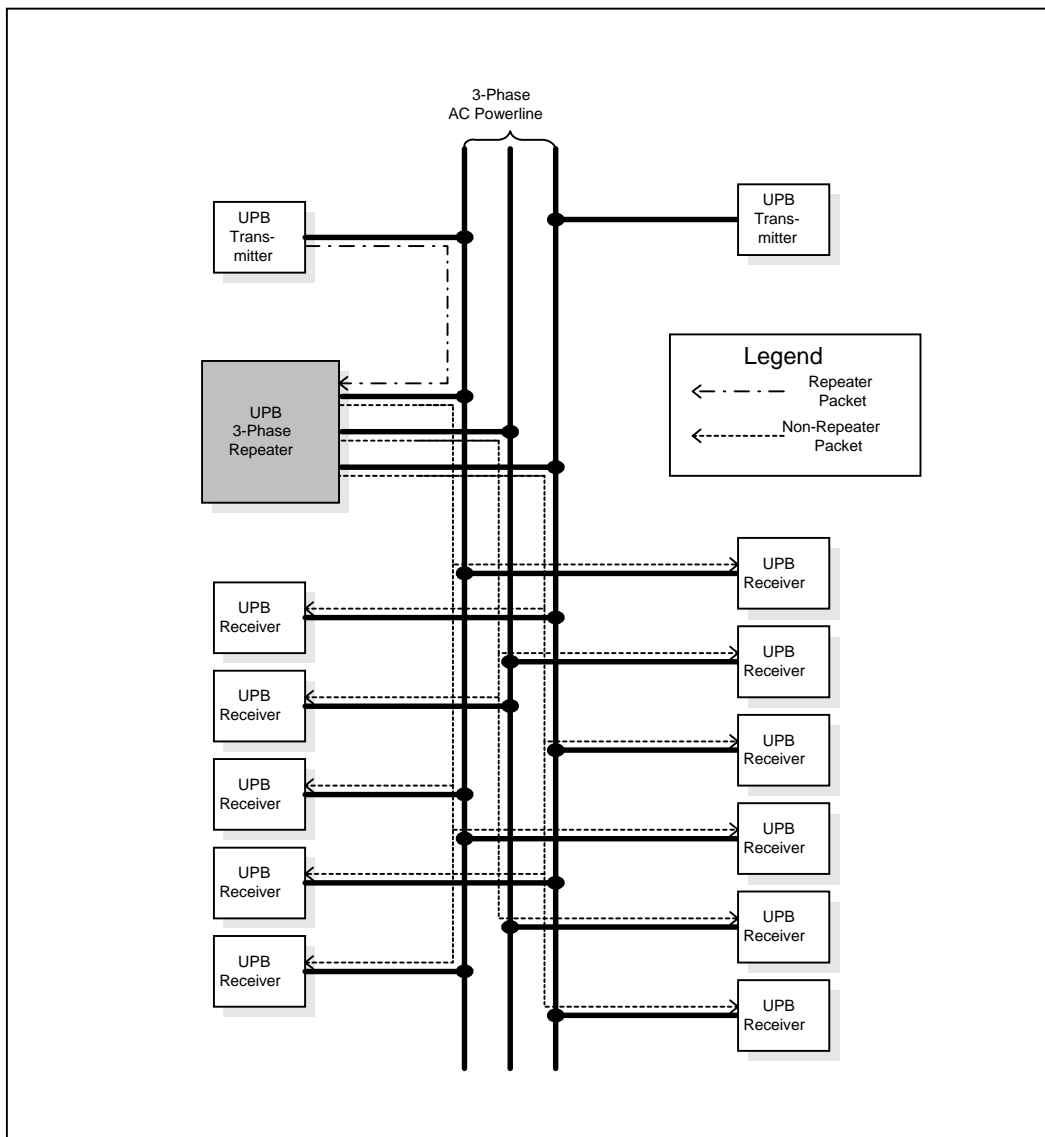 3-Phase
AC Powerline
UPB
Trans-
mitter
UPB
Trans-
mitter
UPB
3-Phase
Repeater
Legend
Repeater
Packet
Non-Repeater
Packet
UPB
Receiver
UPB
Receiver
UPB
Receiver
UPB
Receiver
UPB
Receiver
UPB
Receiver
UPB
Receiver
UPB
Receiver
UPB
Receiver
UPB
Receiver
UPB
Receiver